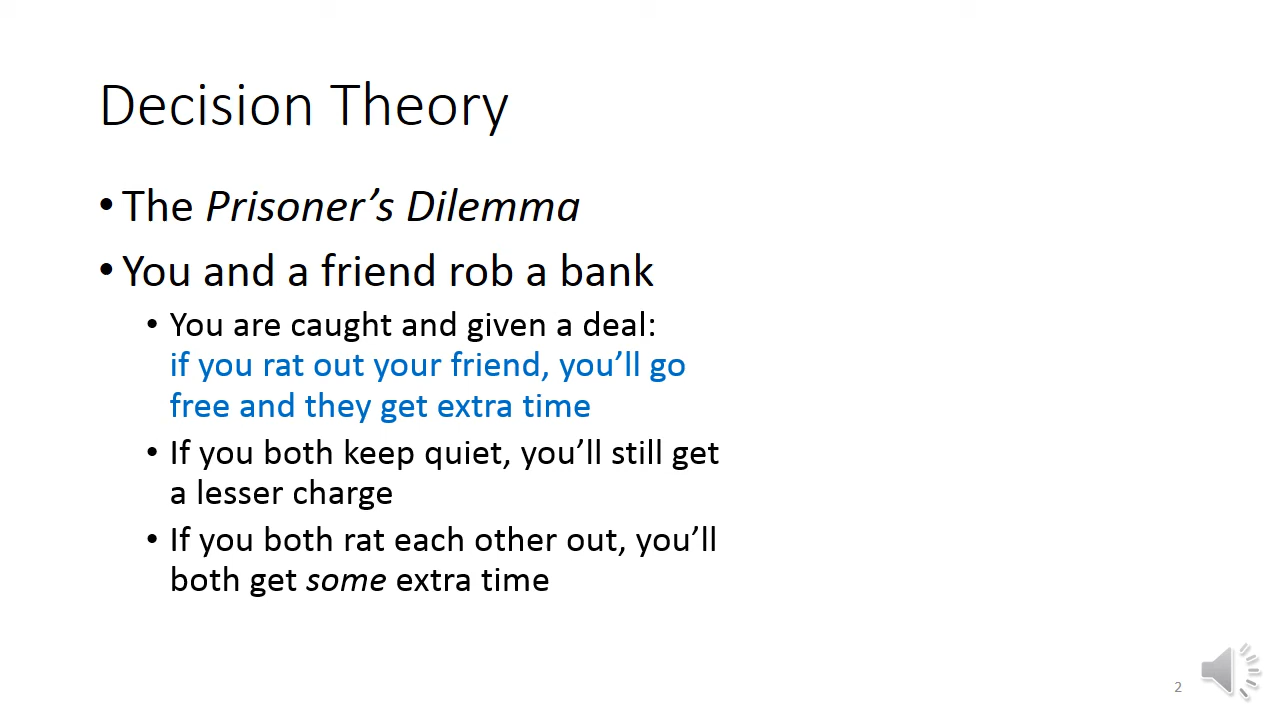 Decision Theory
• The Prisoner’s Dilemma
• You and a friend rob a bank
• You are caught and given a deal:
if you rat out your friend, you’ll go
free and they get extra time
• If you both keep quiet, you’ll still get
a lesser charge
• If you both rat each other out, you’ll
both get some extra time
2